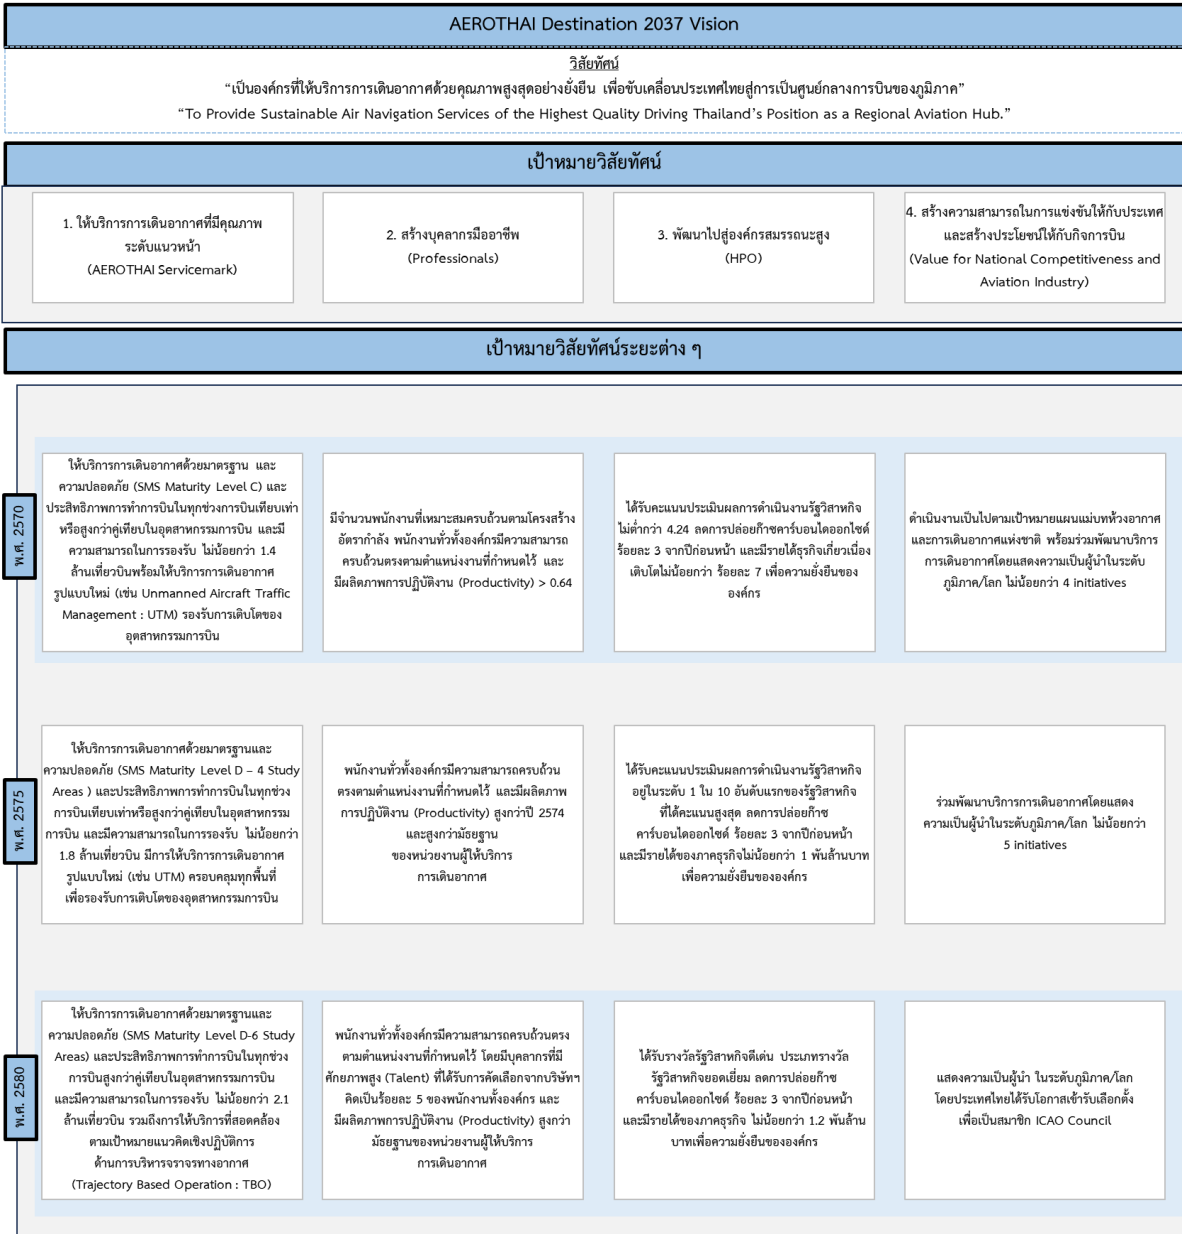 AEROTHAI Destination 2037 Vision
วิสัยทัศน์
“เป็นองค์กรที่ให้บริการการเดินอากาศด้วยคุณภาพสูงสุดอย่างยั่งยืน เพื่อขับเคลื่อนประเทศไทยสู่การเป็นศูนย์กลางการบินของภูมิภาค”
“To Provide Sustainable Air Navigation Services of the Highest Quality Driving Thailand’s Position as a Regional Aviation Hub.”
เป้าหมายวิสัยทัศน์
1. ให้บริการการเดินอากาศที่มีคุณภาพ
ระดับแนวหน้า
(AEROTHAI Servicemark)
2. สร้างบุคลากรมืออาชีพ
(Professionals)
3. พัฒนาไปสู่องค์กรสมรรถนะสูง
(HPO)
4. สร้างความสามารถในการแข่งขันให้กับประเทศ
และสร้างประโยชน์ให้กับกิจการบิน
(Value for National Competitiveness and
Aviation Industry)
เป้าหมายวิสัยทัศน์ระยะต่าง ๆ
พ.ศ. 2570
ให้บริการการเดินอากาศด้วยมาตรฐาน และ
ความปลอดภัย (SMS Maturity Level C) และ
ประสิทธิภาพการทำการบินในทุกช่วงการบินเทียบเท่า
หรือสูงกว่าคู่เทียบในอุตสาหกรรมการบิน และมี
ความสามารถในการรองรับ ไม่น้อยกว่า 1.4
ล้านเที่ยวบินพร้อมให้บริการการเดินอากาศ
รูปแบบใหม่ (เช่น Unmanned Aircraft Traffic
Management : UTM) รองรับการเติบโตของ
อุตสาหกรรมการบิน
มีจำนวนพนักงานที่เหมาะสมครบถ้วนตามโครงสร้าง
อัตรากำลัง พนักงานทั่วทั้งองค์กรมีความสามารถ
ครบถ้วนตรงตามตำแหน่งงานที่กำหนดไว้ และ
มีผลิตภาพการปฏิบัติงาน (Productivity) > 0.64
ได้รับคะแนนประเมินผลการดำเนินงานรัฐวิสาหกิจ
ไม่ต่ำกว่า 4.24 ลดการปล่อยก๊าซคาร์บอนไดออกไซด์
ร้อยละ 3 จากปีก่อนหน้า และมีรายได้ธุรกิจเกี่ยวเนื่อง
เติบโตไม่น้อยกว่า ร้อยละ 7 เพื่อความยั่งยืนของ
องค์กร
ดำเนินงานเป็นไปตามเป้าหมายแผนแม่บทห้วงอากาศ
และการเดินอากาศแห่งชาติ พร้อมร่วมพัฒนาบริการ
การเดินอากาศโดยแสดงความเป็นผู้นำในระดับ
ภูมิภาค/โลก ไม่น้อยกว่า 4 initiatives
พ.ศ. 2575
ให้บริการการเดินอากาศด้วยมาตรฐานและ
ความปลอดภัย (SMS Maturity Level D – 4 Study
Areas ) และประสิทธิภาพการทำการบินในทุกช่วง
การบินเทียบเท่าหรือสูงกว่าคู่เทียบในอุตสาหกรรม
การบิน และมีความสามารถในการรองรับ ไม่น้อยกว่า
1.8 ล้านเที่ยวบิน มีการให้บริการการเดินอากาศ
รูปแบบใหม่ (เช่น UTM) ครอบคลุมทุกพื้นที่
เพื่อรองรับการเติบโตของอุตสาหกรรมการบิน
พนักงานทั่วทั้งองค์กรมีความสามารถครบถ้วน
ตรงตามตำแหน่งงานที่กำหนดไว้ และมีผลิตภาพ
การปฏิบัติงาน (Productivity) สูงกว่าปี 2574
และสูงกว่ามัธยฐาน
ของหน่วยงานผู้ให้บริการ
การเดินอากาศ
ได้รับคะแนนประเมินผลการดำเนินงานรัฐวิสาหกิจ
อยู่ในระดับ 1 ใน 10 อันดับแรกของรัฐวิสาหกิจ
ที่ได้คะแนนสูงสุด ลดการปล่อยก๊าซ
คาร์บอนไดออกไซด์ ร้อยละ 3 จากปีก่อนหน้า
และมีรายได้ของภาคธุรกิจไม่น้อยกว่า 1 พันล้านบาท
เพื่อความยั่งยืนขององค์กร
ร่วมพัฒนาบริการการเดินอากาศโดยแสดง
ความเป็นผู้นำในระดับภูมิภาค/โลก ไม่น้อยกว่า
5 initiatives
พ.ศ. 2580
ให้บริการการเดินอากาศด้วยมาตรฐานและ
ความปลอดภัย (SMS Maturity Level D-6 Study
Areas) และประสิทธิภาพการทำการบินในทุกช่วง
การบินสูงกว่าคู่เทียบในอุตสาหกรรมการบิน
และมีความสามารถในการรองรับ ไม่น้อยกว่า 2.1
ล้านเที่ยวบิน รวมถึงการให้บริการที่สอดคล้อง
ตามเป้าหมายแนวคิดเชิงปฏิบัติการ
ด้านการบริหารจราจรทางอากาศ
(Trajectory Based Operation : TBO)
พนักงานทั่วทั้งองค์กรมีความสามารถครบถ้วนตรง
ตามตำแหน่งงานที่กำหนดไว้ โดยมีบุคลากรที่มี
ศักยภาพสูง (Talent) ที่ได้รับการคัดเลือกจากบริษัทฯ
คิดเป็นร้อยละ 5 ของพนักงานทั้งองค์กร และ
มีผลิตภาพการปฏิบัติงาน (Productivity) สูงกว่า
มัธยฐานของหน่วยงานผู้ให้บริการ
การเดินอากาศ
ได้รับรางวัลรัฐวิสาหกิจดีเด่น ประเภทรางวัล
รัฐวิสาหกิจยอดเยี่ยม ลดการปล่อยก๊าซ
คาร์บอนไดออกไซด์ ร้อยละ 3 จากปีก่อนหน้า
และมีรายได้ของภาคธุรกิจ ไม่น้อยกว่า 1.2 พันล้าน
บาทเพื่อความยั่งยืนขององค์กร
แสดงความเป็นผู้นำ ในระดับภูมิภาค/โลก
โดยประเทศไทยได้รับโอกาสเข้ารับเลือกตั้ง
เพื่อเป็นสมาชิก ICAO Council